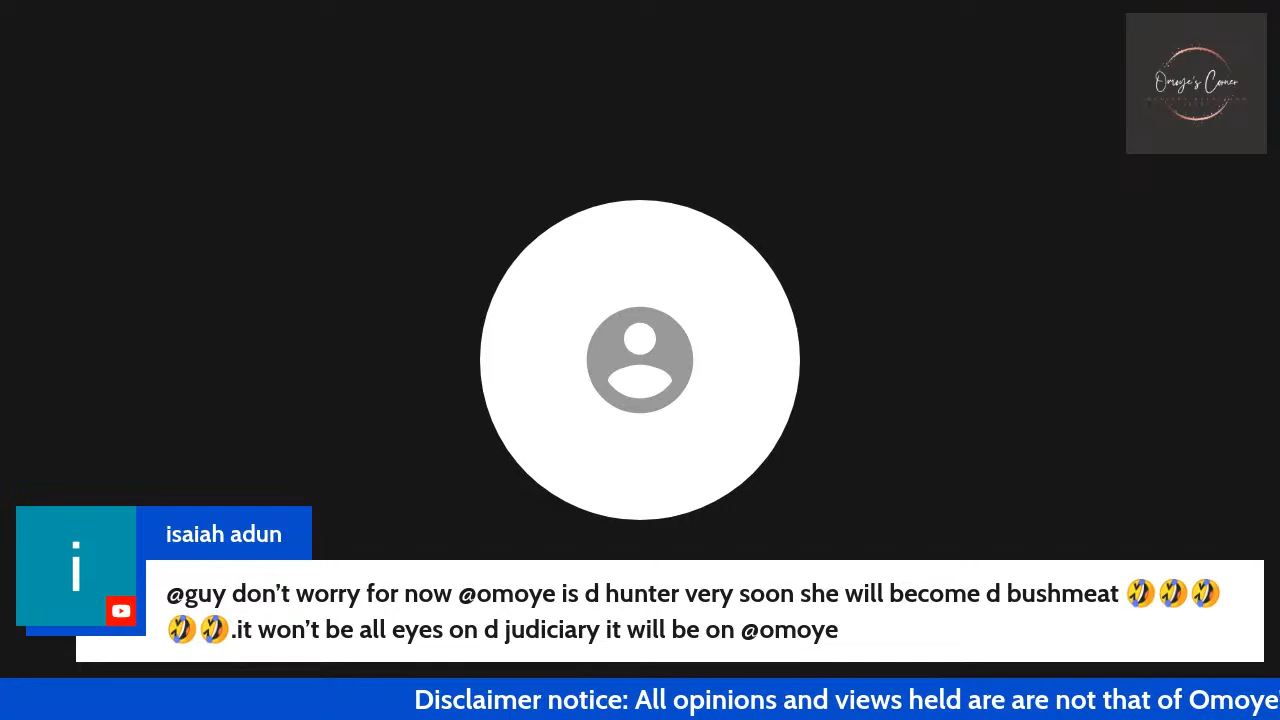 Omoye's Corner
i
isaiah adun
@guy don't worry for now @omoye is d hunter very soon she will become d bushmeat 🤣🤣🤣
🤣🤣.it won't be all eyes on d judiciary it will be on @omoye
Disclaimer notice: All opinions and views held are are not that of Omoye'